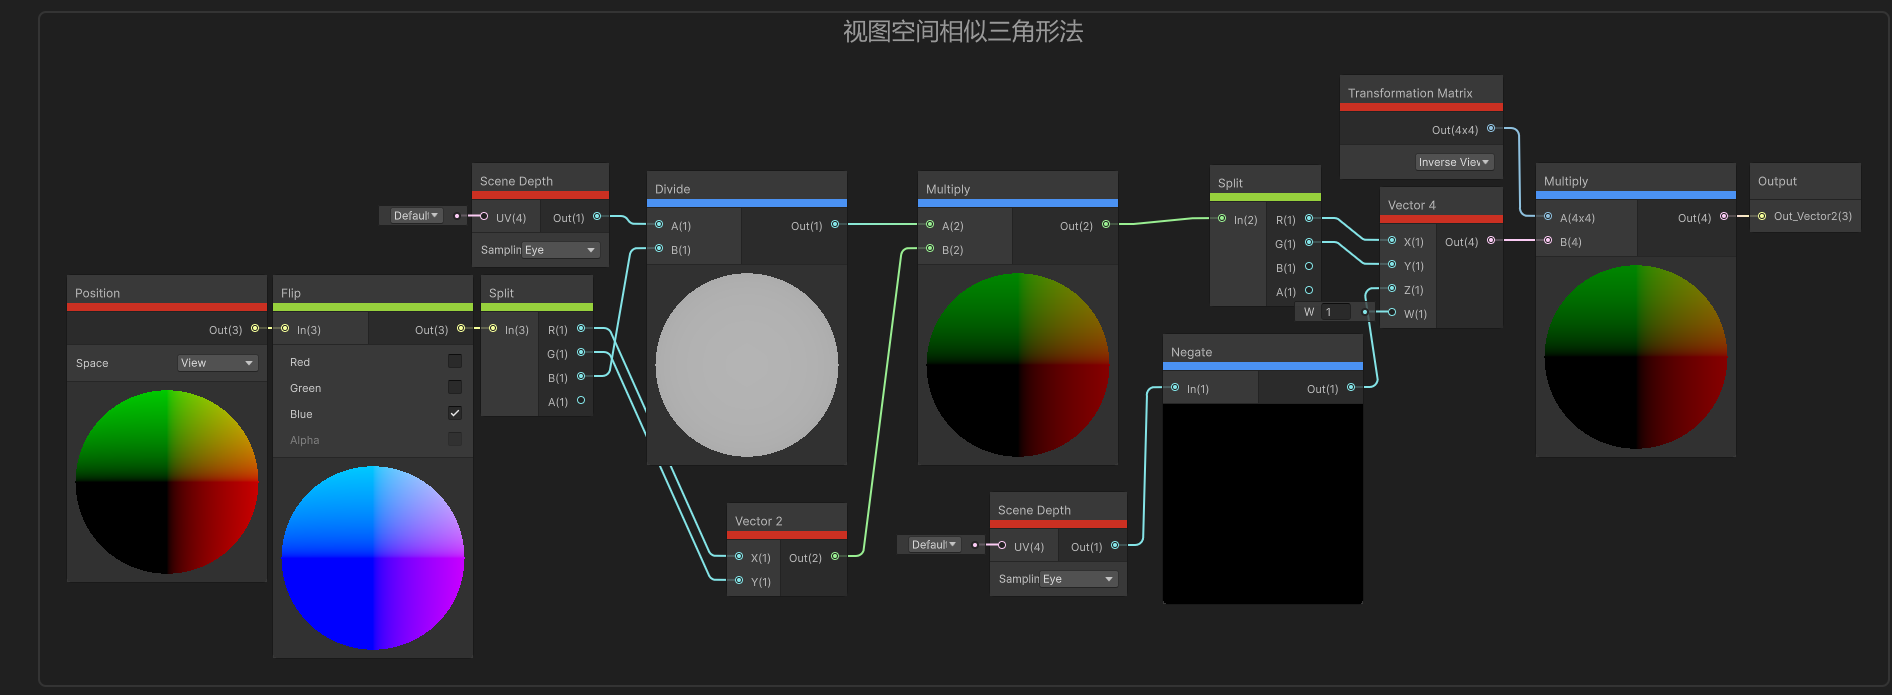 视图空间相似三角形法
Transformation Matrix
Out(4x4)
Inverse View
Scene Depth
Default
UV(4)
Out(1)
Sampling
Eye
Divide
A(1)
Out(1)
B(1)
Multiply
A(2)
Out(2)
B(2)
Split
In(2)
R(1)
G(1)
B(1)
A(1)
Vector 4
X(1)
Out(4)
Y(1)
Z(1)
W(1)
W 1
Multiply
A(4x4)
Out(4)
B(4)
Output
Out_Vector2(3)
Position
Out(3)
Space
View
Flip
In(3)
Out(3)
Red
Green
Blue
Alpha
Split
In(3)
R(1)
G(1)
B(1)
A(1)
Negate
In(1)
Out(1)
Vector 2
X(1)
Out(2)
Y(1)
Scene Depth
Default
UV(4)
Out(1)
Sampling
Eye